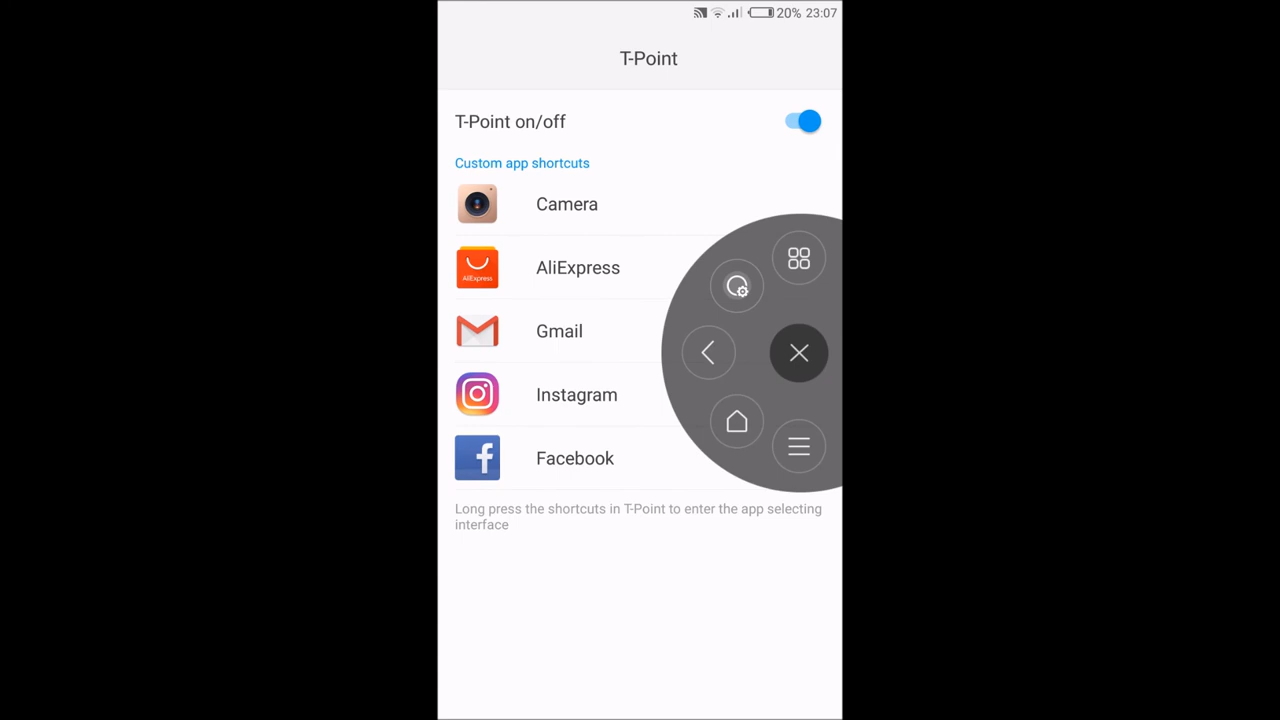 20% 23:07
T-Point
T-Point on/off
Custom app shortcuts
Camera
AliExpress
AliExpress
Gmail
Instagram
Facebook
Long press the shortcuts in T-Point to enter the app selecting
interface